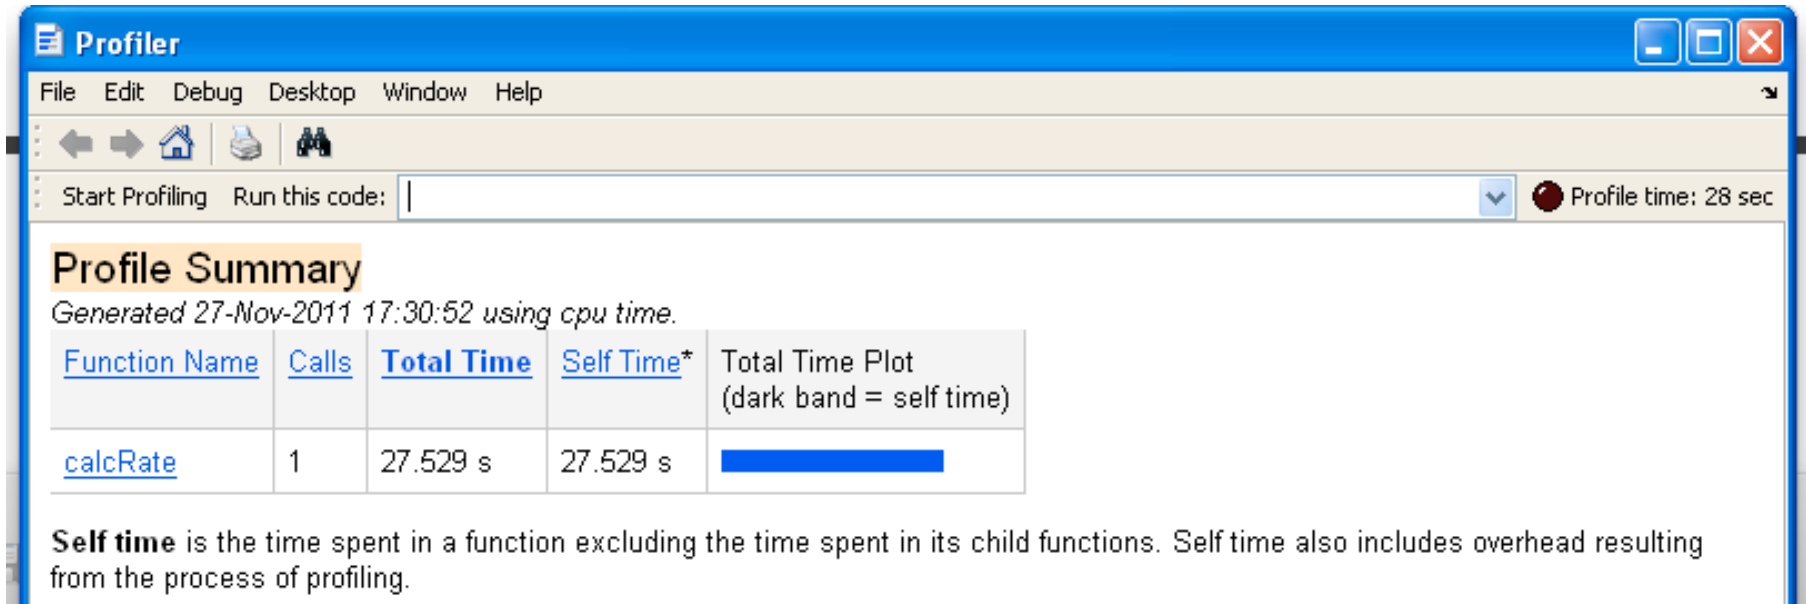 Profiler
File Edit Debug Desktop Window Help
Start Profiling Run this code: Profile time: 28 sec
Profile Summary
Generated 27-Nov-2011 17:30:52 using cpu time.
Function Name Calls Total Time Self Time* Total Time Plot
(dark band = self time)
calcRate 1 27.529 s 27.529 s
Self time is the time spent in a function excluding the time spent in its child functions. Self time also includes overhead resulting
from the process of profiling.